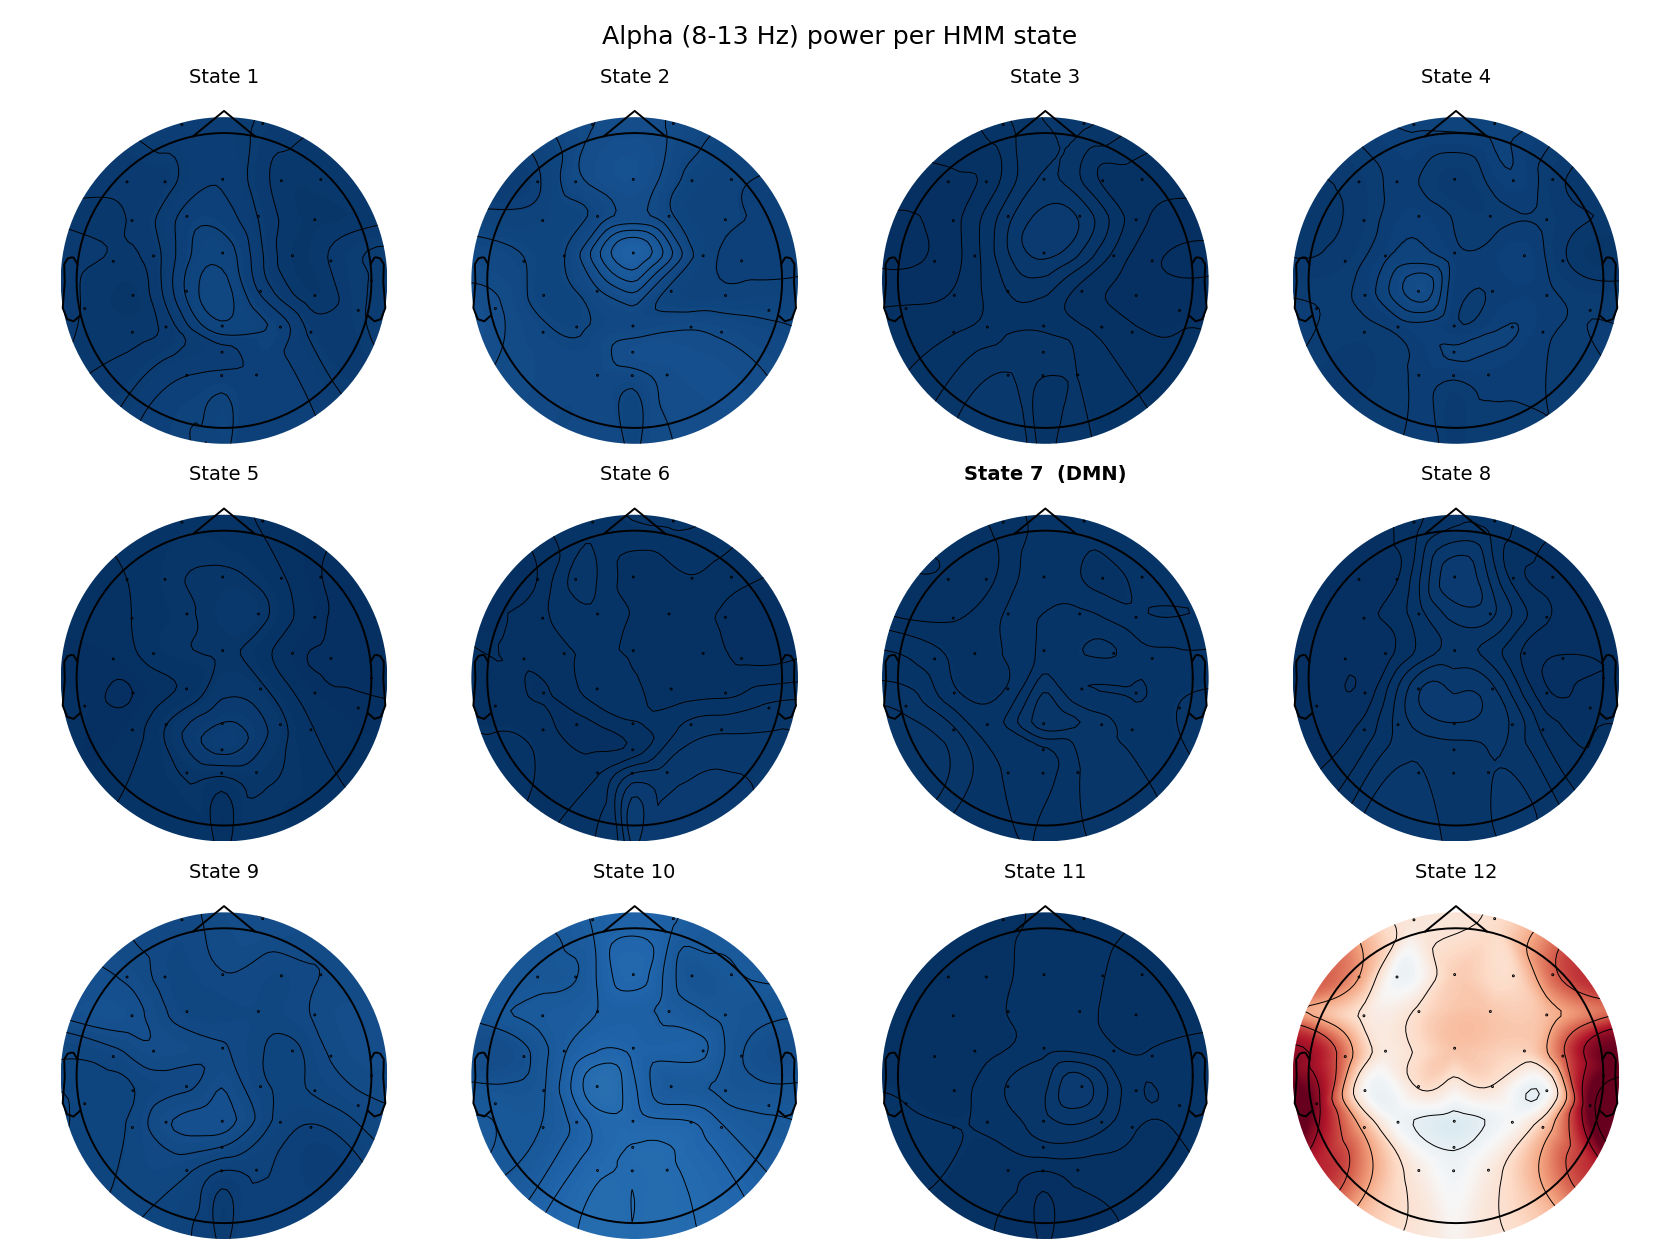 Alpha (8-13 Hz) power per HMM state
State 1
State 2
State 3
State 4
State 5
State 6
State 7 (DMN)
State 8
State 9
State 10
State 11
State 12